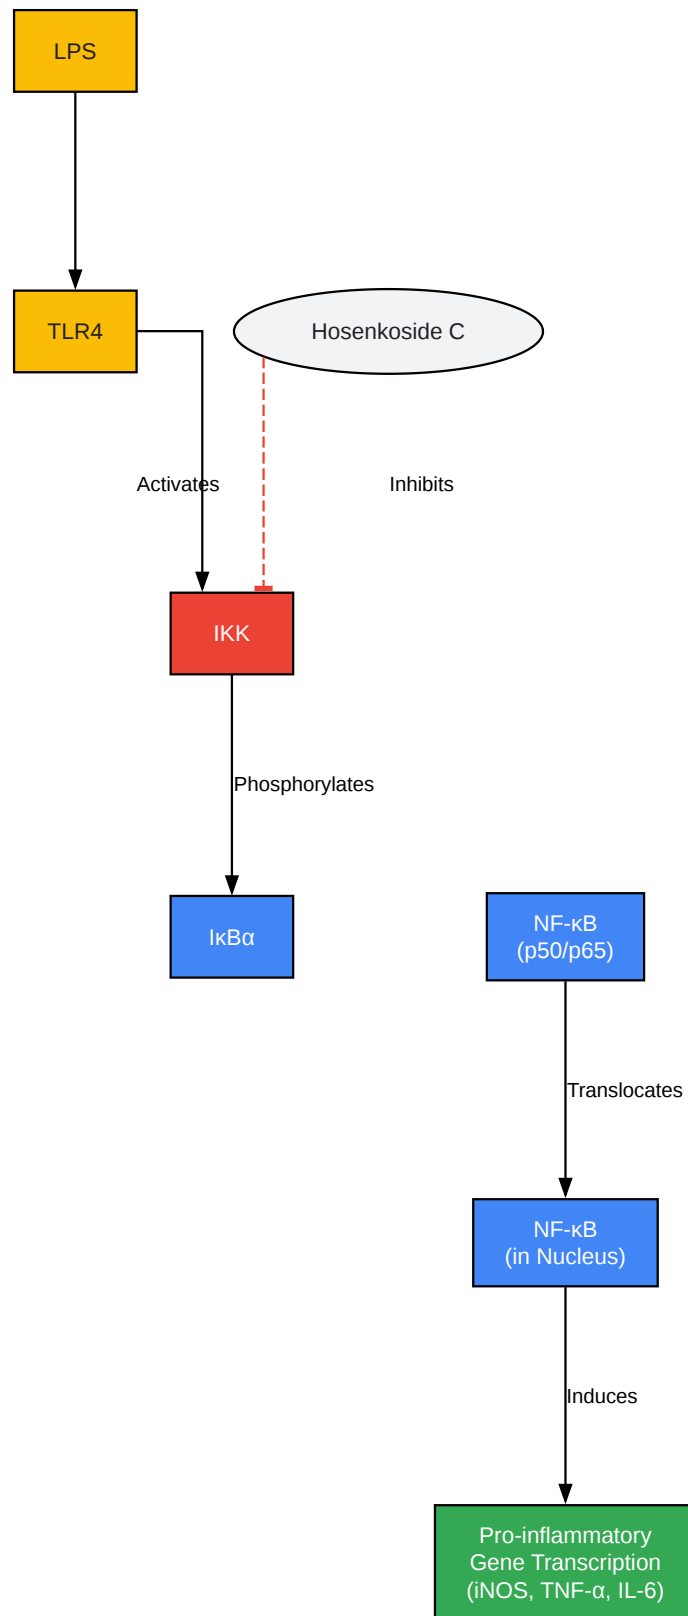 LPS
TLR4
Hosenkoside C
Activates
Inhibits
IKK
Phosphorylates
IκBα
NF-κB
(p50/p65)
Translocates
NF-κB
(in Nucleus)
Induces
Pro-inflammatory
Gene Transcription
(iNOS, TNF-α, IL-6)